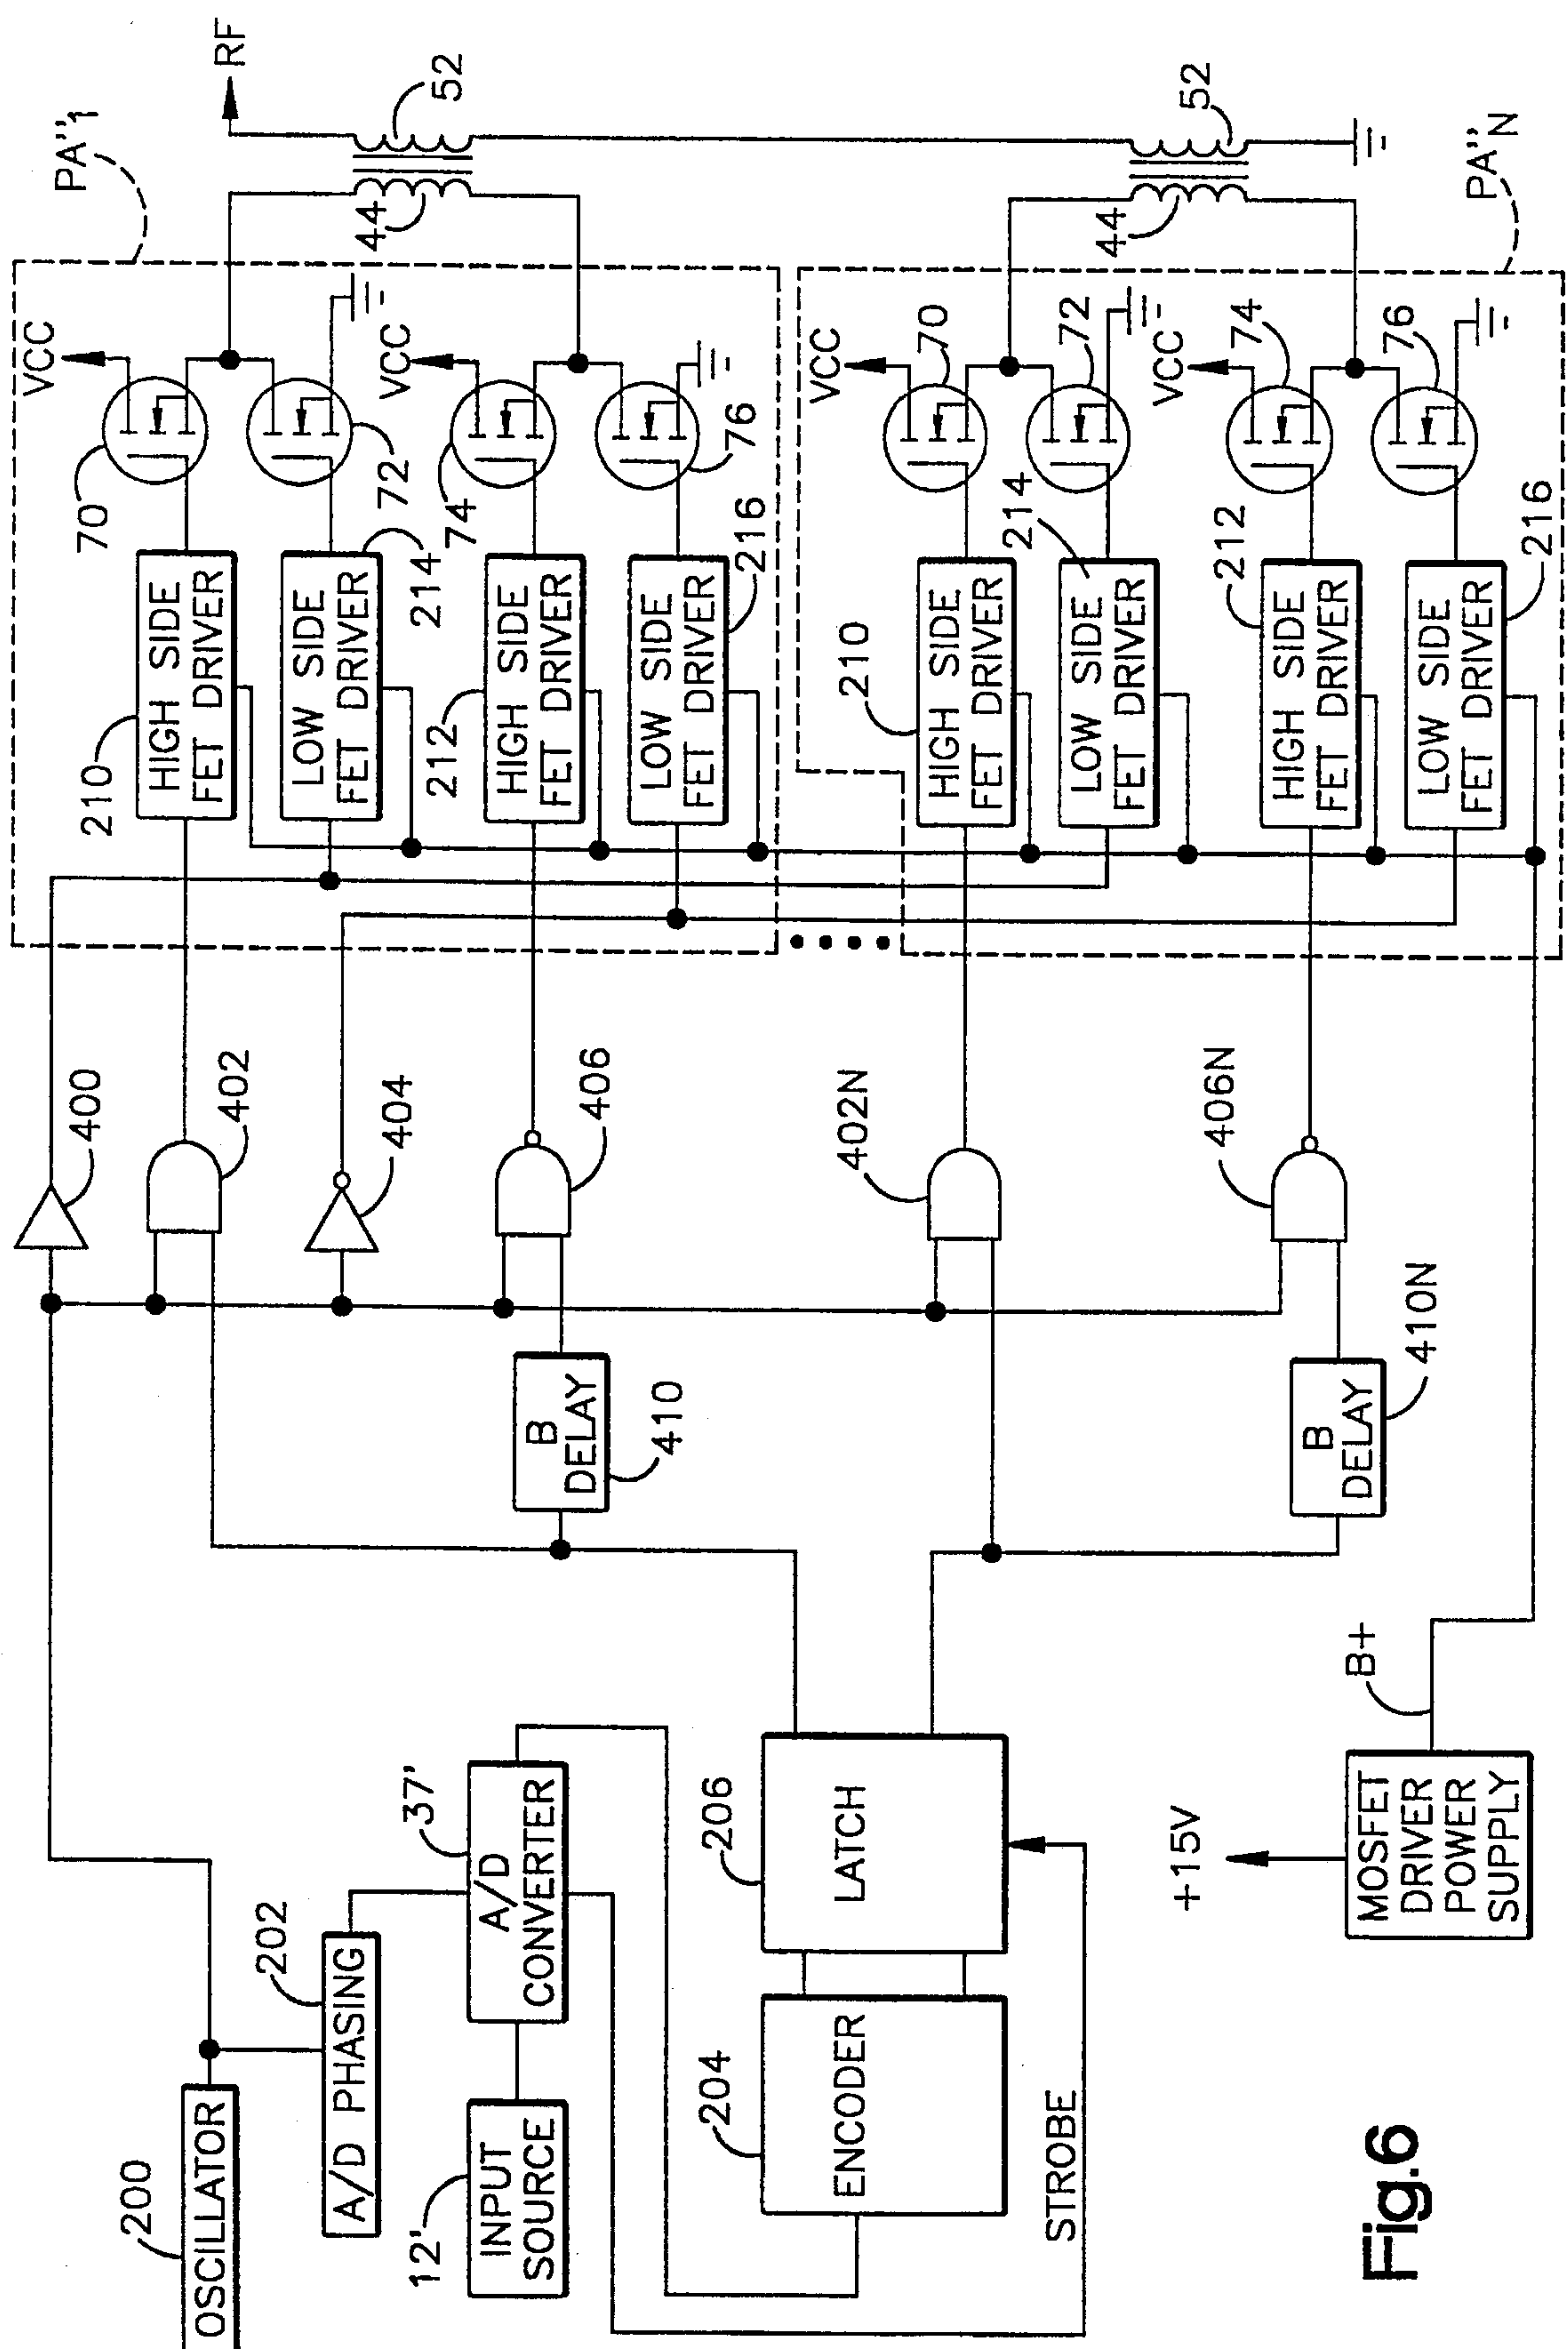 200
OSCILLATOR
202
A/D PHASING
12'
INPUT
SOURCE
37'
A/D
CONVERTER
204
ENCODER
206
LATCH
STROBE
+15V
MOSFET
DRIVER
POWER
SUPPLY
B+
B
DELAY
410
B
DELAY
410N
400
402
404
406
402N
406N
PA"1
210
HIGH SIDE
FET DRIVER
LOW SIDE
FET DRIVER
214
212
HIGH SIDE
FET DRIVER
LOW SIDE
FET DRIVER
216
70
VCC
72
74
VCC
76
44
52
RF
PA"N
210
HIGH SIDE
FET DRIVER
214
LOW SIDE
FET DRIVER
212
HIGH SIDE
FET DRIVER
216
LOW SIDE
FET DRIVER
VCC
70
72
VCC
74
76
44
52
Fig.6